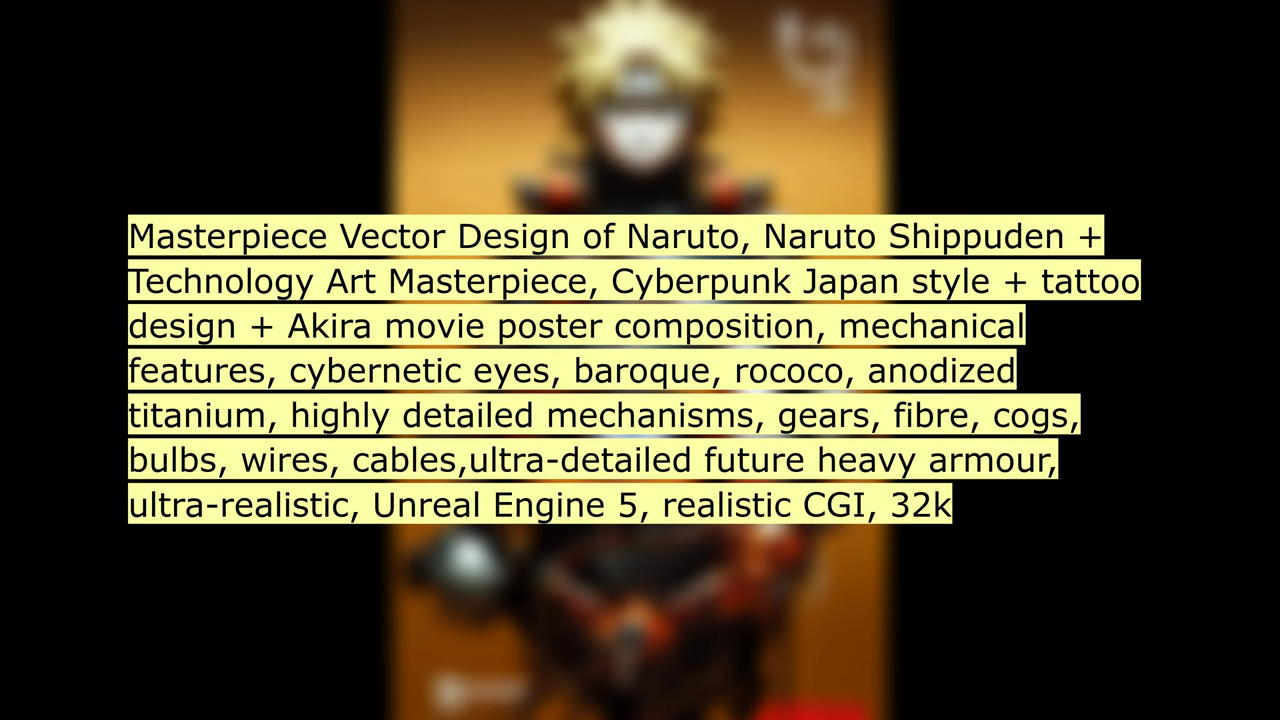 Masterpiece Vector Design of Naruto, Naruto Shippuden +
Technology Art Masterpiece, Cyberpunk Japan style + tattoo
design + Akira movie poster composition, mechanical
features, cybernetic eyes, baroque, rococo, anodized
titanium, highly detailed mechanisms, gears, fibre, cogs,
bulbs, wires, cables,ultra-detailed future heavy armour,
ultra-realistic, Unreal Engine 5, realistic CGI, 32k